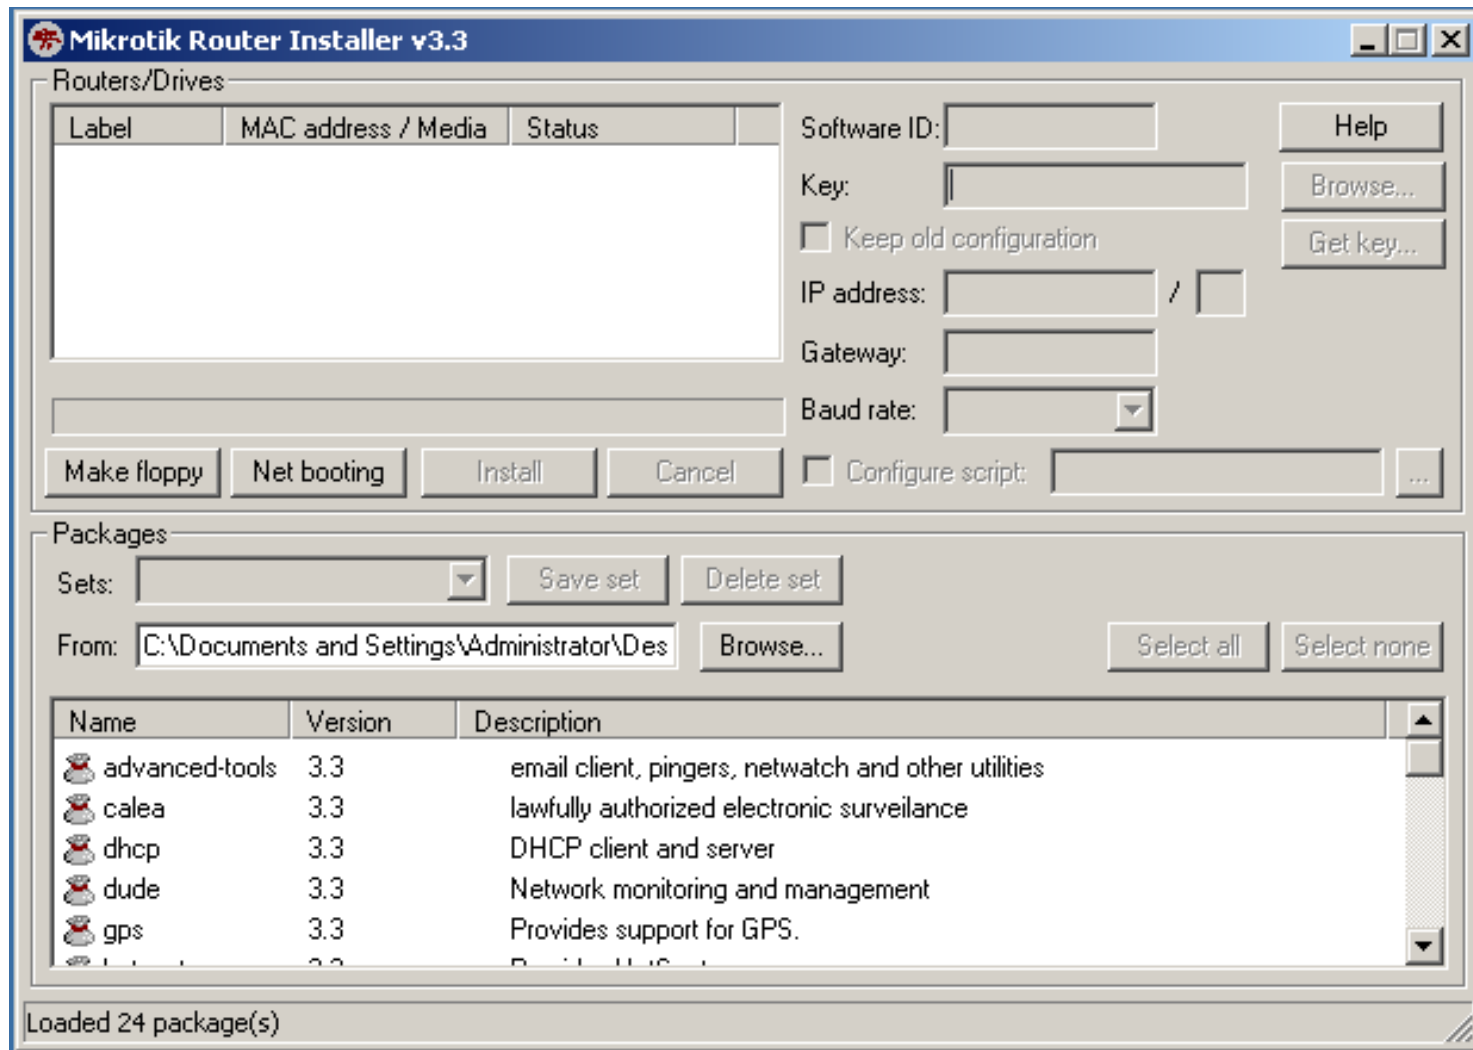 Mikrotik Router Installer v3.3
Routers/Drives
Label MAC address / Media Status
Software ID:
Help
Key:
Browse...
Keep old configuration
Get key...
IP address: /
Gateway:
Baud rate:
Make floppy Net booting Install Cancel
Configure script: ...
Packages
Sets: Save set Delete set
From: C:\Documents and Settings\Administrator\Des Browse... Select all Select none
Name Version Description
advanced-tools 3.3 email client, pingers, netwatch and other utilities
calea 3.3 lawfully authorized electronic surveilance
dhcp 3.3 DHCP client and server
dude 3.3 Network monitoring and management
gps 3.3 Provides support for GPS.
Loaded 24 package(s)